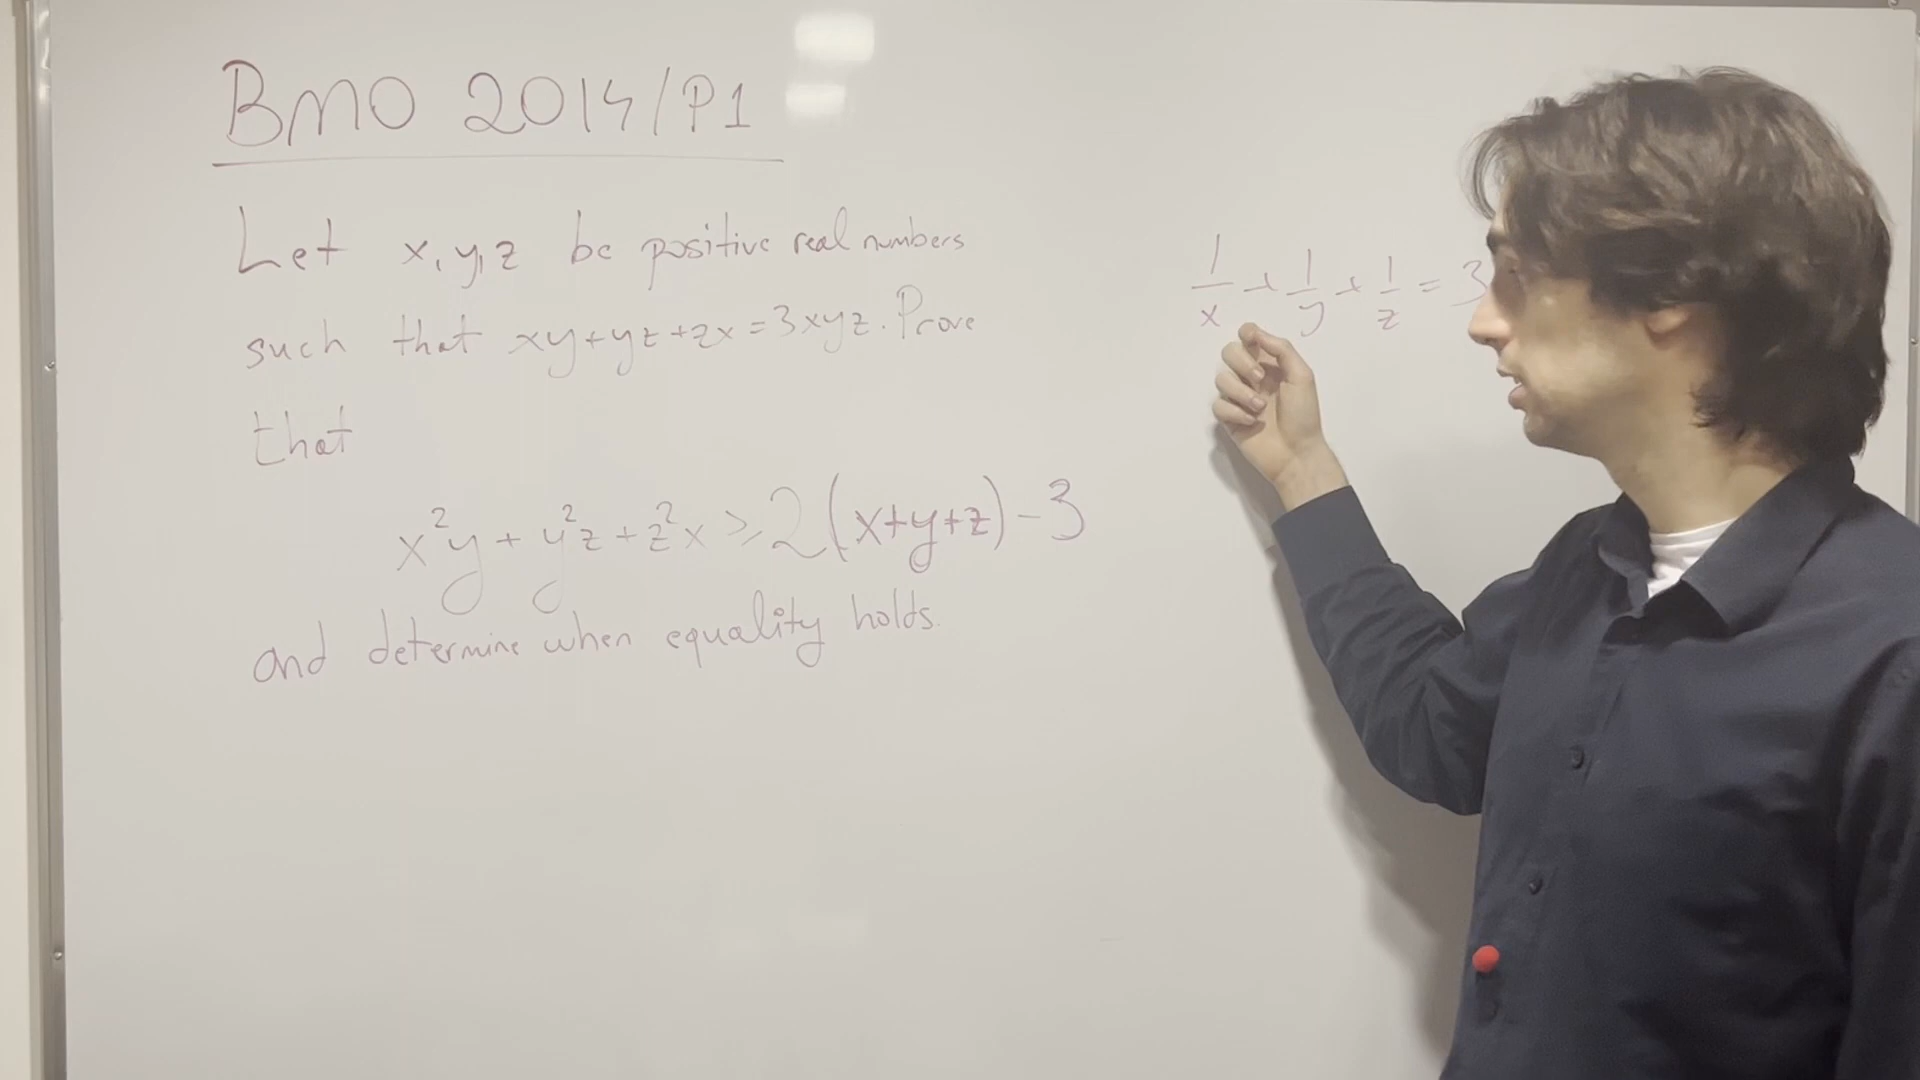 BMO 2014/P1
Let x, y, z be positive real numbers
such that xy+yz+zx=3xyz. Prove
that
x²y + y²z + z²x ≥ 2(x+y+z)-3
and determine when equality holds.
1/x + 1/y + 1/z = 3